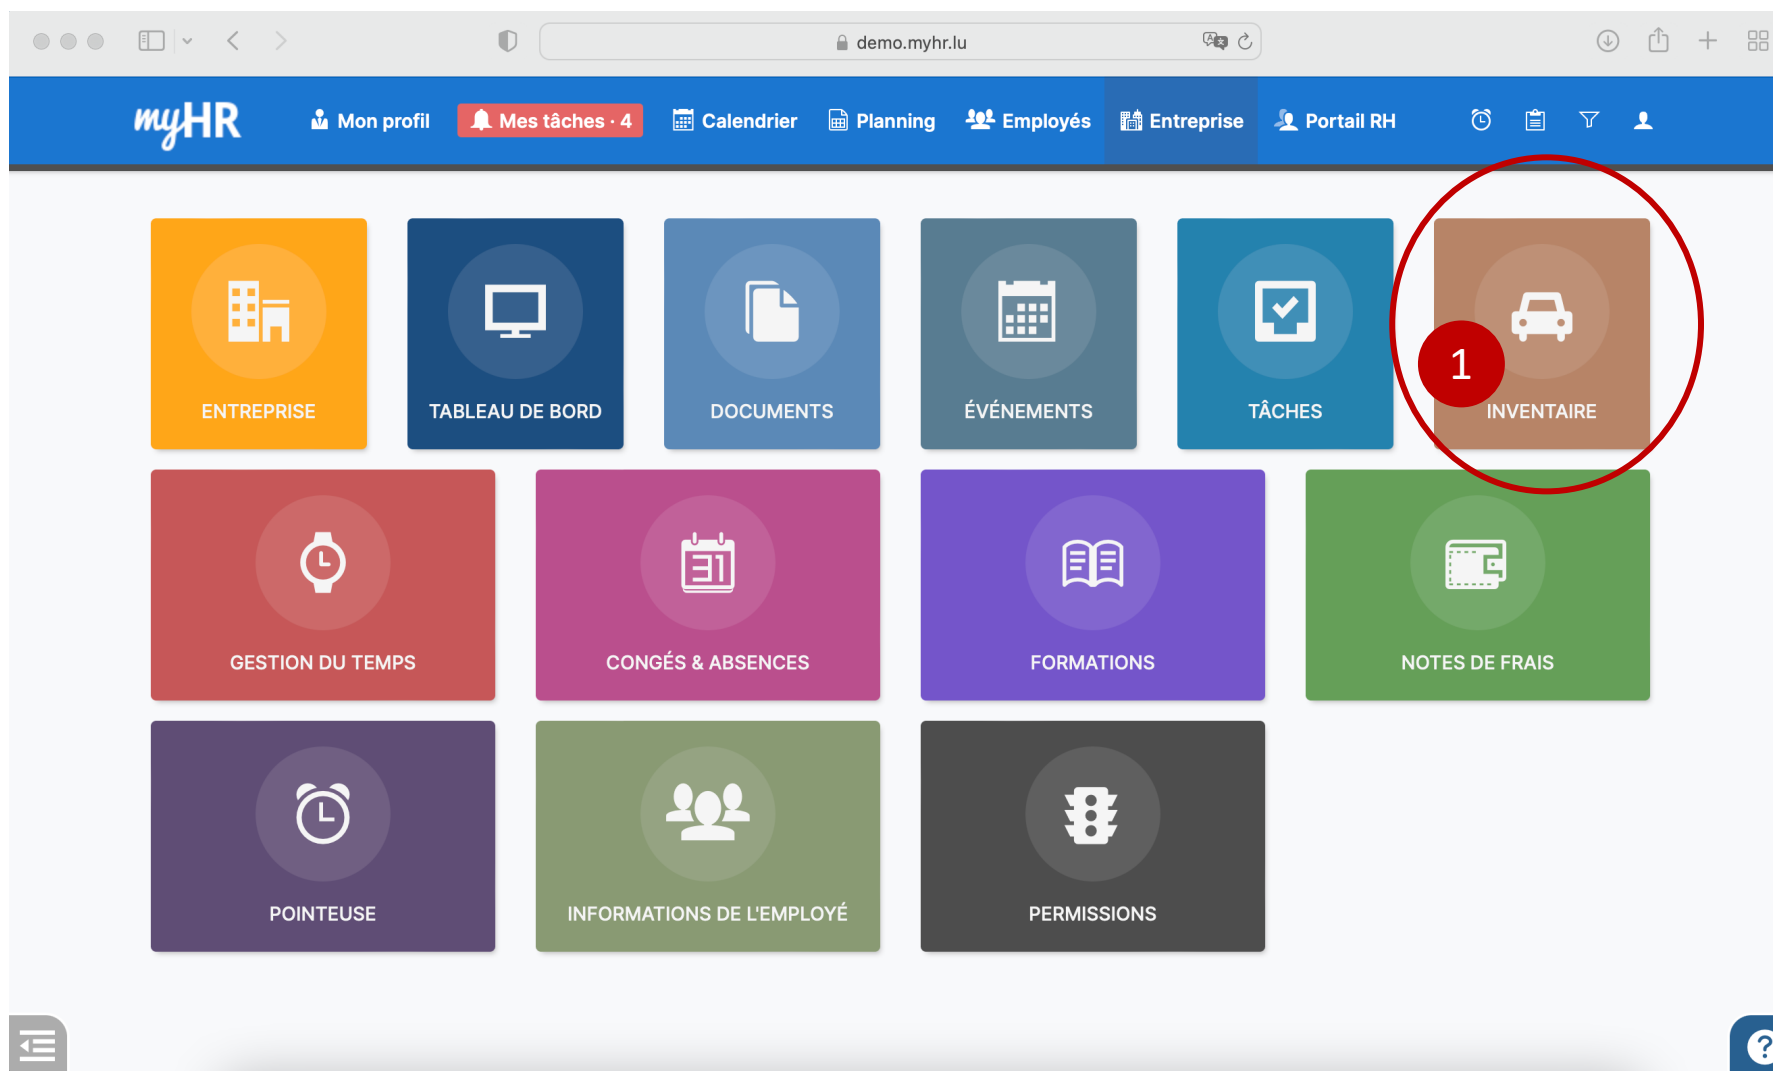 demo.myhr.lu
myHR Mon profil Mes tâches · 4 Calendrier Planning Employés Entreprise Portail RH
ENTREPRISE TABLEAU DE BORD DOCUMENTS ÉVÉNEMENTS TÂCHES 1 INVENTAIRE
31
GESTION DU TEMPS CONGÉS & ABSENCES FORMATIONS NOTES DE FRAIS
POINTEUSE INFORMATIONS DE L'EMPLOYÉ PERMISSIONS
?